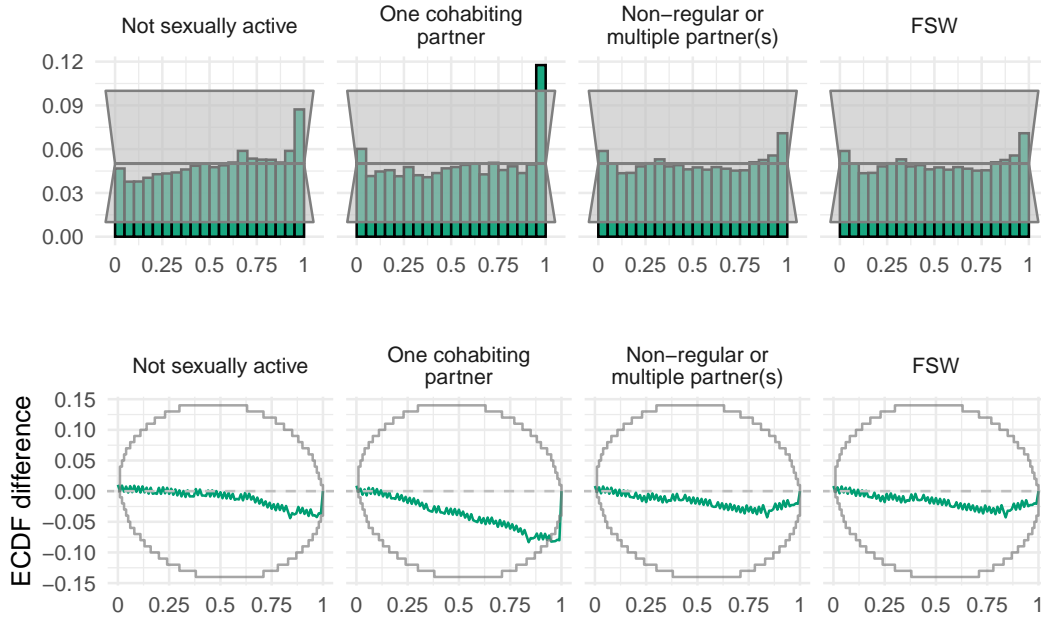 Not sexually active
One cohabiting
partner
Non−regular or
multiple partner(s)
FSW
0.12
0.09
0.06
0.03
0.00
0 0.25 0.5 0.75 1
0 0.25 0.5 0.75 1
0 0.25 0.5 0.75 1
0 0.25 0.5 0.75 1
Not sexually active
One cohabiting
partner
Non−regular or
multiple partner(s)
FSW
ECDF difference
0.15
0.10
0.05
0.00
−0.05
−0.10
−0.15
0 0.25 0.5 0.75 1
0 0.25 0.5 0.75 1
0 0.25 0.5 0.75 1
0 0.25 0.5 0.75 1